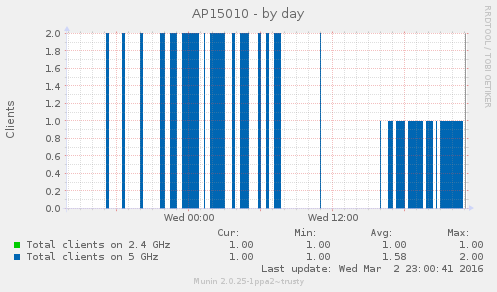 AP15010 - by day
RRDTOOL / TOBI OETIKER
Clients
2.0
1.8
1.6
1.4
1.2
1.0
0.8
0.6
0.4
0.2
0.0
Wed 00:00 Wed 12:00
Cur: Min: Avg: Max:
Total clients on 2.4 GHz 1.00 1.00 1.00 1.00
Total clients on 5 GHz 1.00 1.00 1.58 2.00
Last update: Wed Mar 2 23:00:41 2016
Munin 2.0.25-1ppa2~trusty